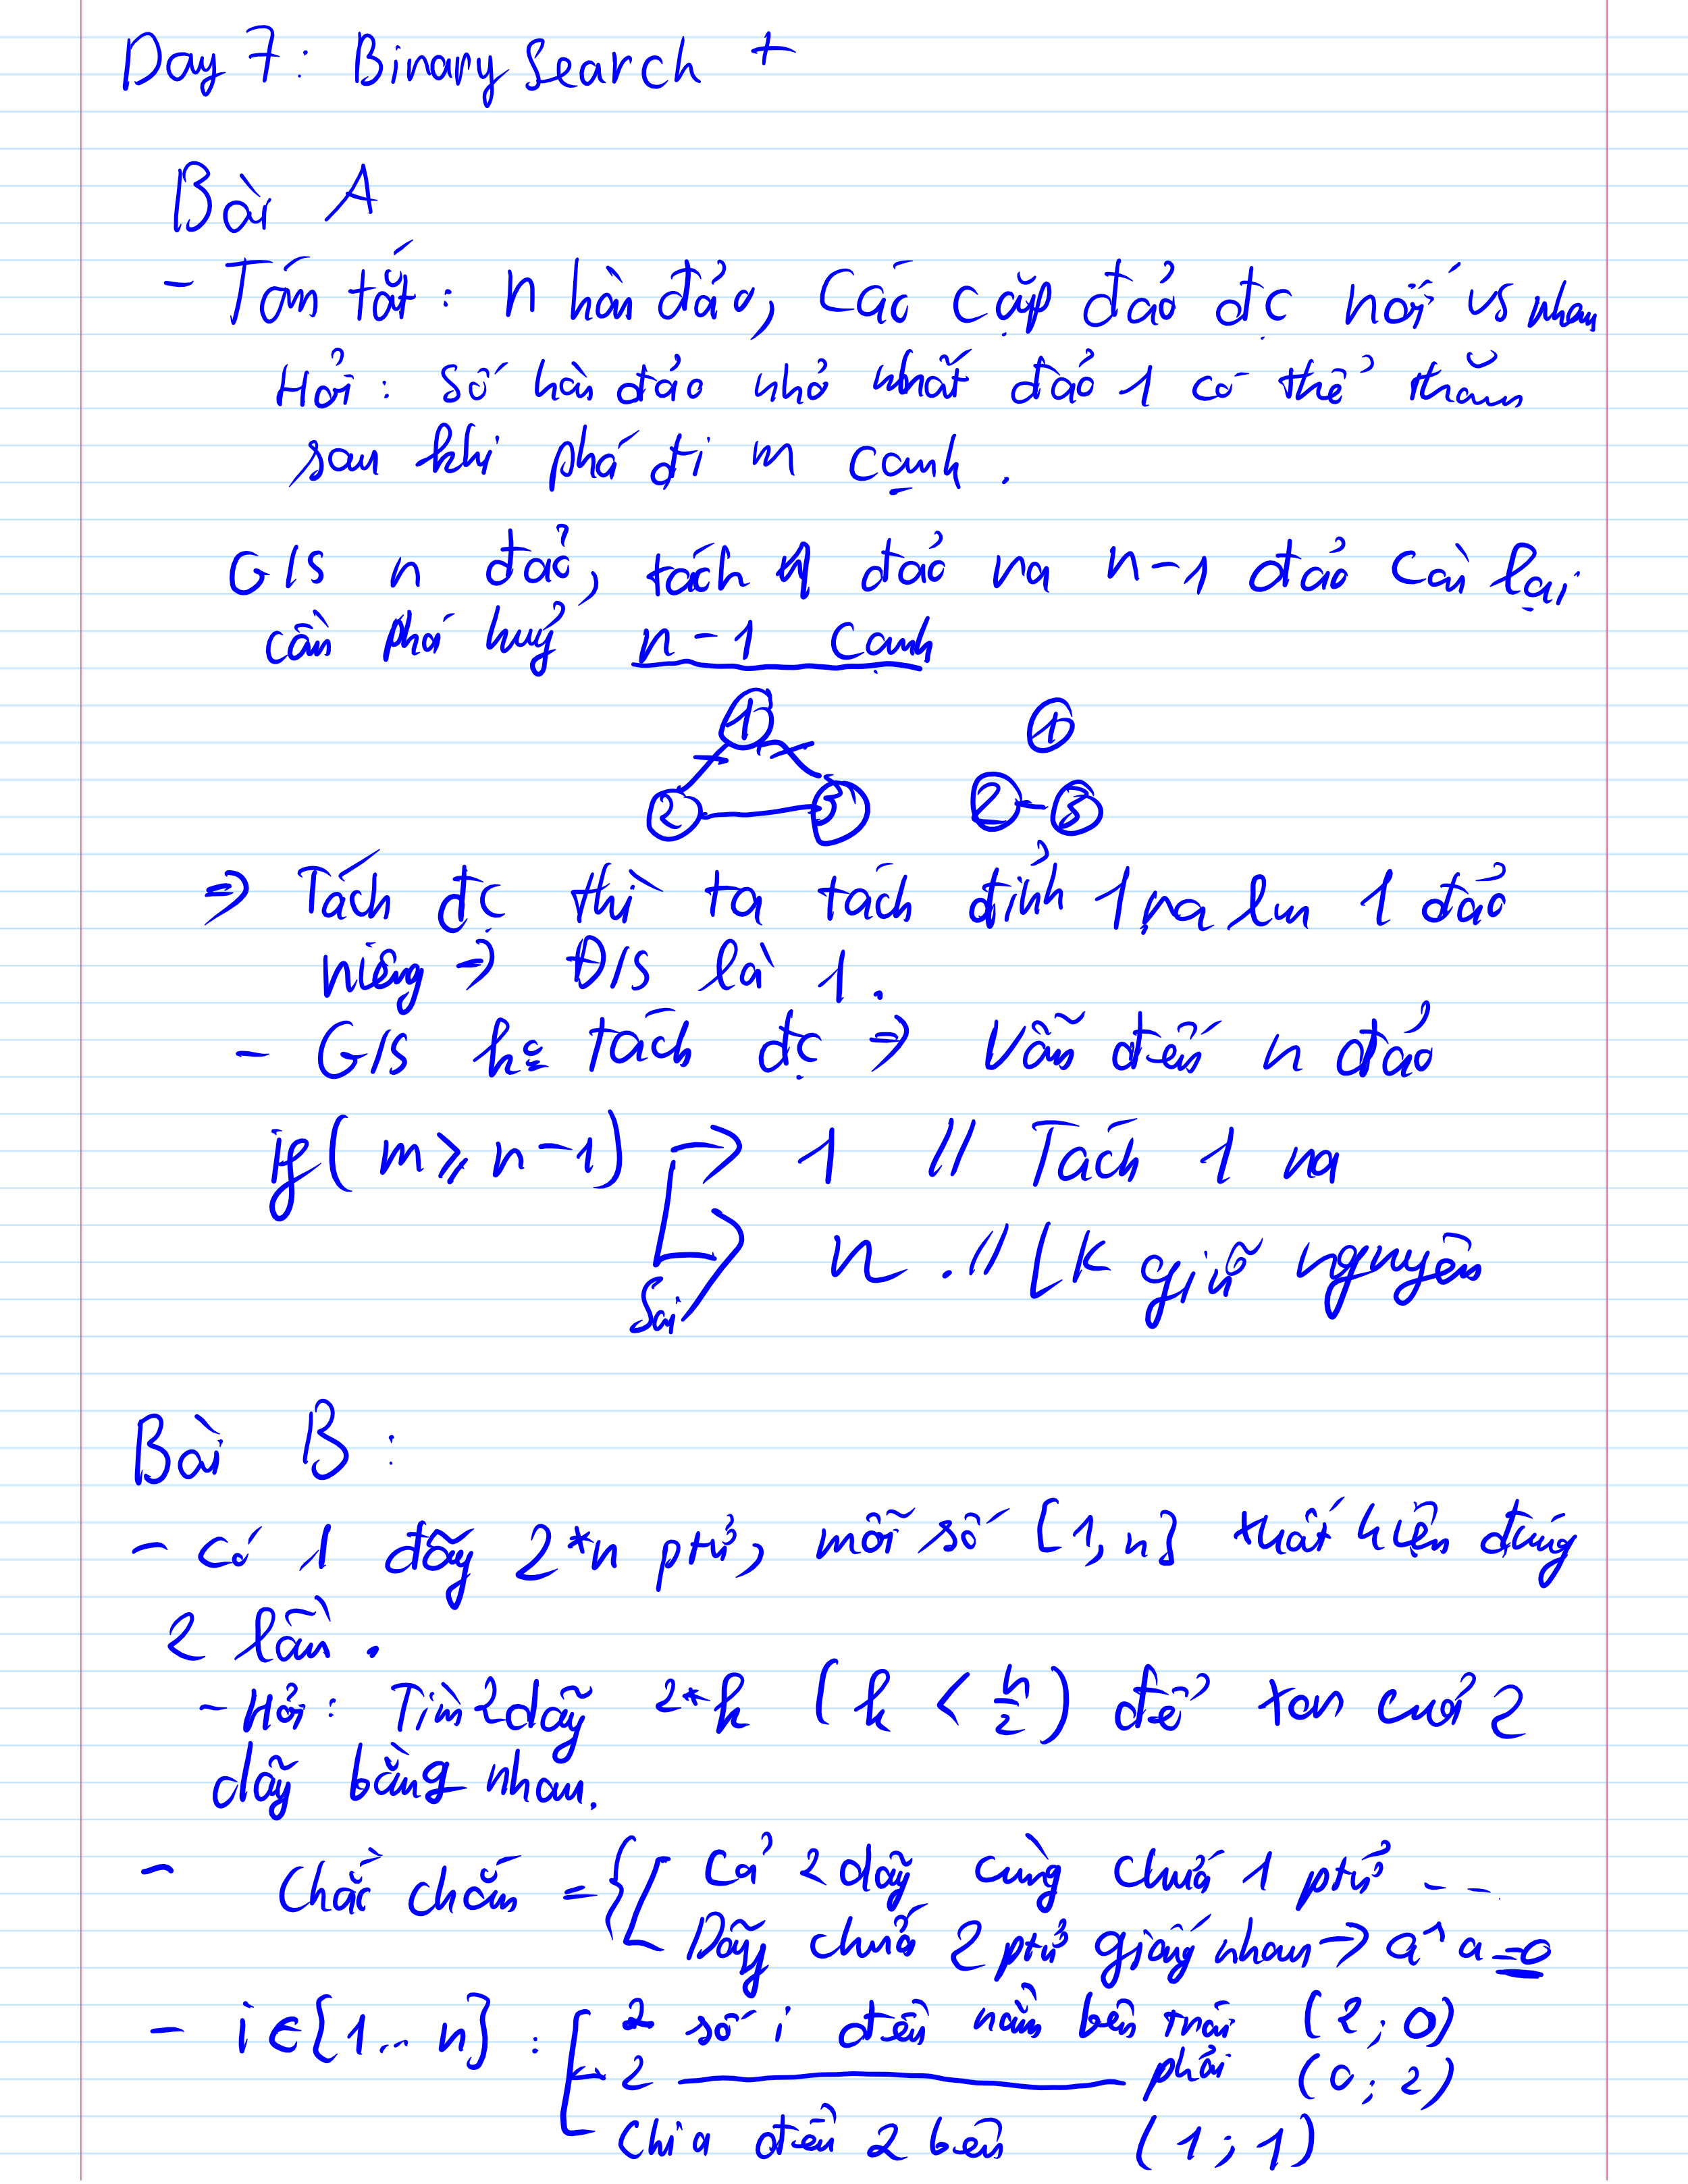 Day 7: Binary Search +
Bài A
- Tóm tắt: n hòn đảo, các cặp đảo đc nối vs nhau
Hỏi: Số hòn đảo nhỏ nhất đảo 1 có thể thăm
sau khi phá đi m cạnh.
G/S n đảo, tách 1 đảo ra n-1 đảo còn lại
cần phá huỷ n-1 cạnh
1 1
2 3 2 - 3
=> Tách đc thì ta tách đỉnh 1 ra lm 1 đảo
riêng => Đ/S là 1.
- G/S k tách đc => Vẫn đến n đảo
if(m ≥ n-1) -> 1 // Tách 1 ra
Sai n. // LK giữ nguyên
Bài B:
- Có 1 dãy 2*n ptử, mỗi số [1,n] xuất hiện đúng
2 lần.
- Hỏi: Tìm 2 dãy 2*k (k < n/2) để xor cuả 2
dãy bằng nhau.
- Chắc chắn = {[ Cả 2 dãy cùng chứa 1 ptử ...
Dãy chứa 2 ptử giống nhau -> a^a=0
- i ∈ {1.. n} : [ 2 số i đều nằm bên trái (2; 0)
2 ——— phải (0; 2)
Chia đều 2 bên (1; 1)